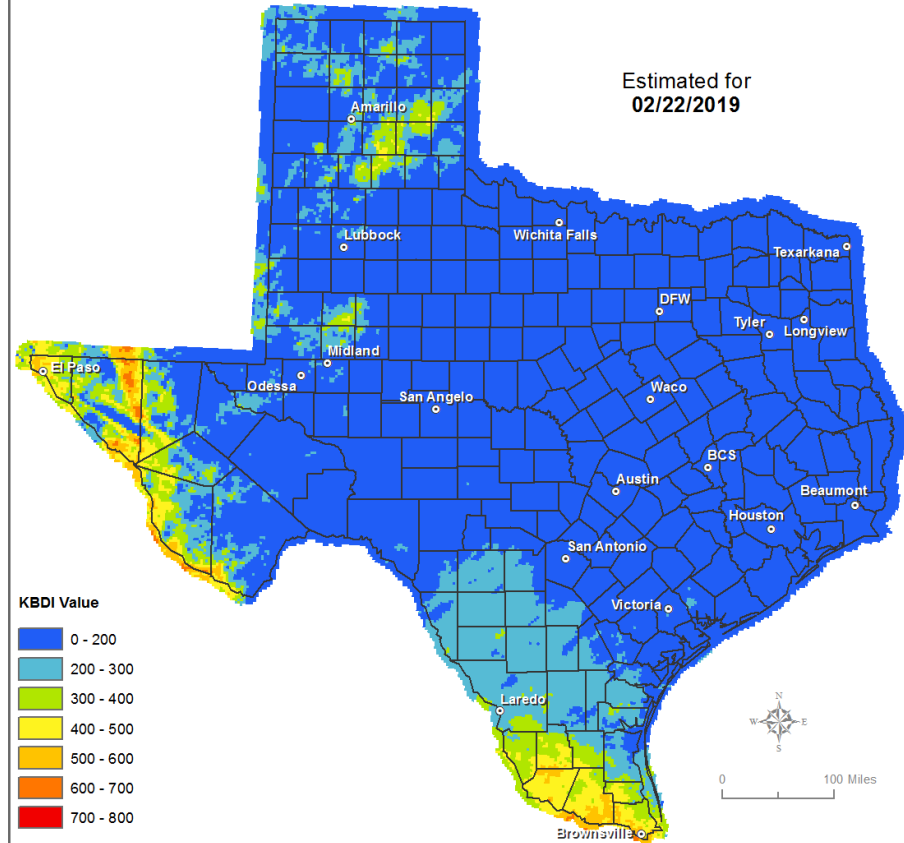 Estimated for
02/22/2019
Amarillo
Lubbock
Wichita Falls
Texarkana
DFW
Tyler
Longview
Midland
El Paso
Odessa
San Angelo
Waco
BCS
Austin
Beaumont
Houston
San Antonio
Victoria
KBDI Value
0 - 200
200 - 300
300 - 400
400 - 500
500 - 600
600 - 700
700 - 800
Laredo
N
W
E
S
0
100 Miles
Brownsville